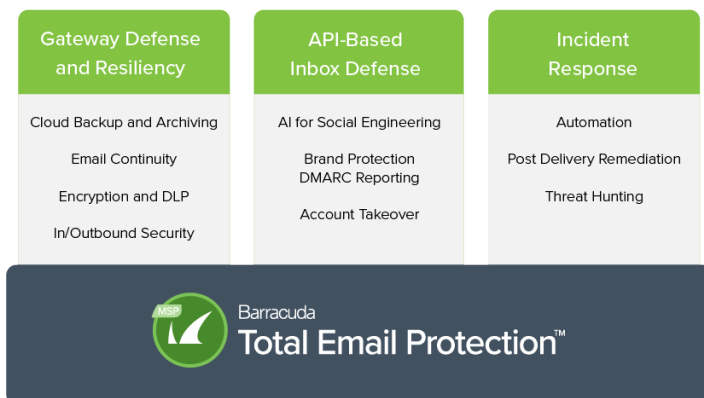 Gateway Defense
and Resiliency
Cloud Backup and Archiving
Email Continuity
Encryption and DLP
In/Outbound Security
API-Based
Inbox Defense
AI for Social Engineering
Brand Protection
DMARC Reporting
Account Takeover
Incident
Response
Automation
Post Delivery Remediation
Threat Hunting
MSP
Barracuda
Total Email Protection™